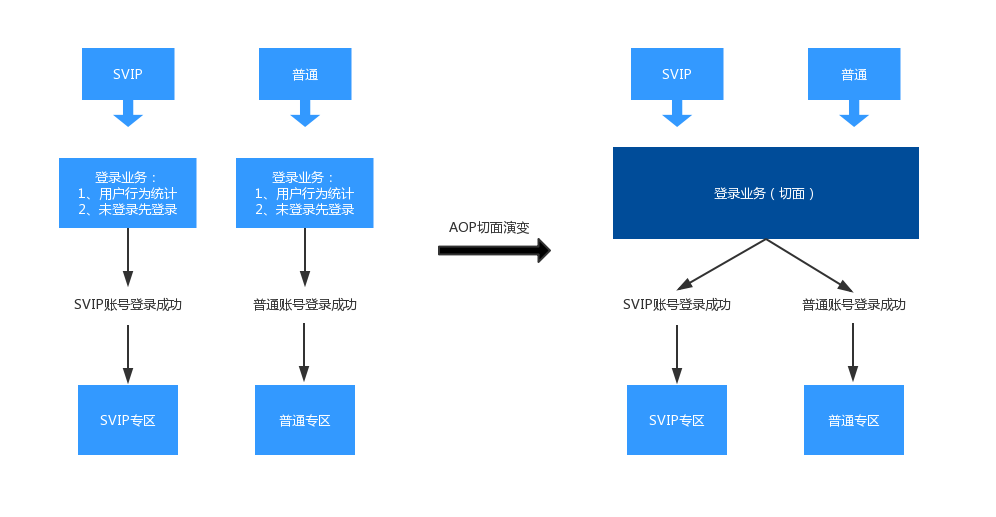 SVIP
普通
SVIP
普通
登录业务：
1、用户行为统计
2、未登录先登录
登录业务：
1、用户行为统计
2、未登录先登录
登录业务（切面）
AOP切面演变
SVIP账号登录成功
普通账号登录成功
SVIP账号登录成功
普通账号登录成功
SVIP专区
普通专区
SVIP专区
普通专区